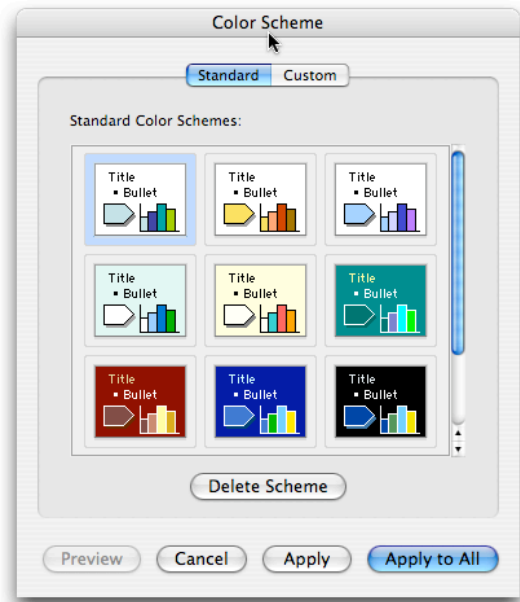 Color Scheme
Standard Custom
Standard Color Schemes:
Title Title Title
▪ Bullet ▪ Bullet ▪ Bullet
Title Title Title
▪ Bullet ▪ Bullet ▪ Bullet
Title Title Title
▪ Bullet ▪ Bullet ▪ Bullet
Delete Scheme
Preview Cancel Apply Apply to All